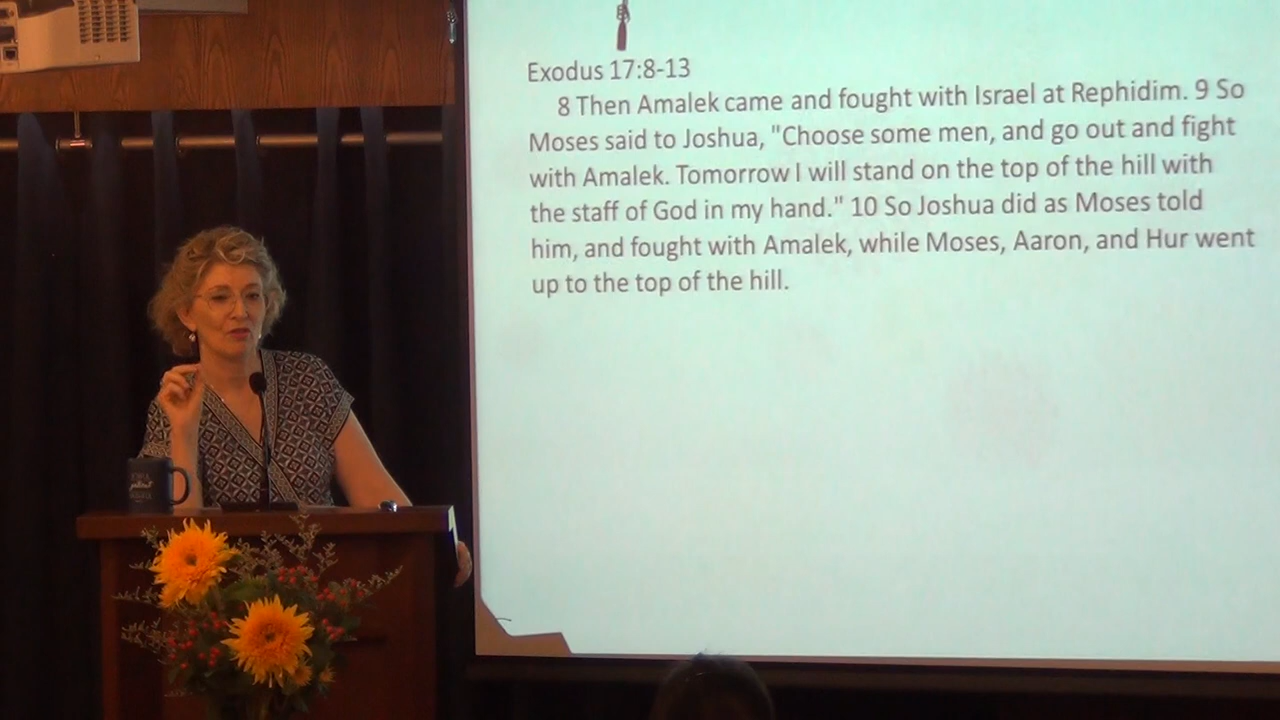 Exodus 17:8-13
8 Then Amalek came and fought with Israel at Rephidim. 9 So
Moses said to Joshua, "Choose some men, and go out and fight
with Amalek. Tomorrow I will stand on the top of the hill with
the staff of God in my hand." 10 So Joshua did as Moses told
him, and fought with Amalek, while Moses, Aaron, and Hur went
up to the top of the hill.